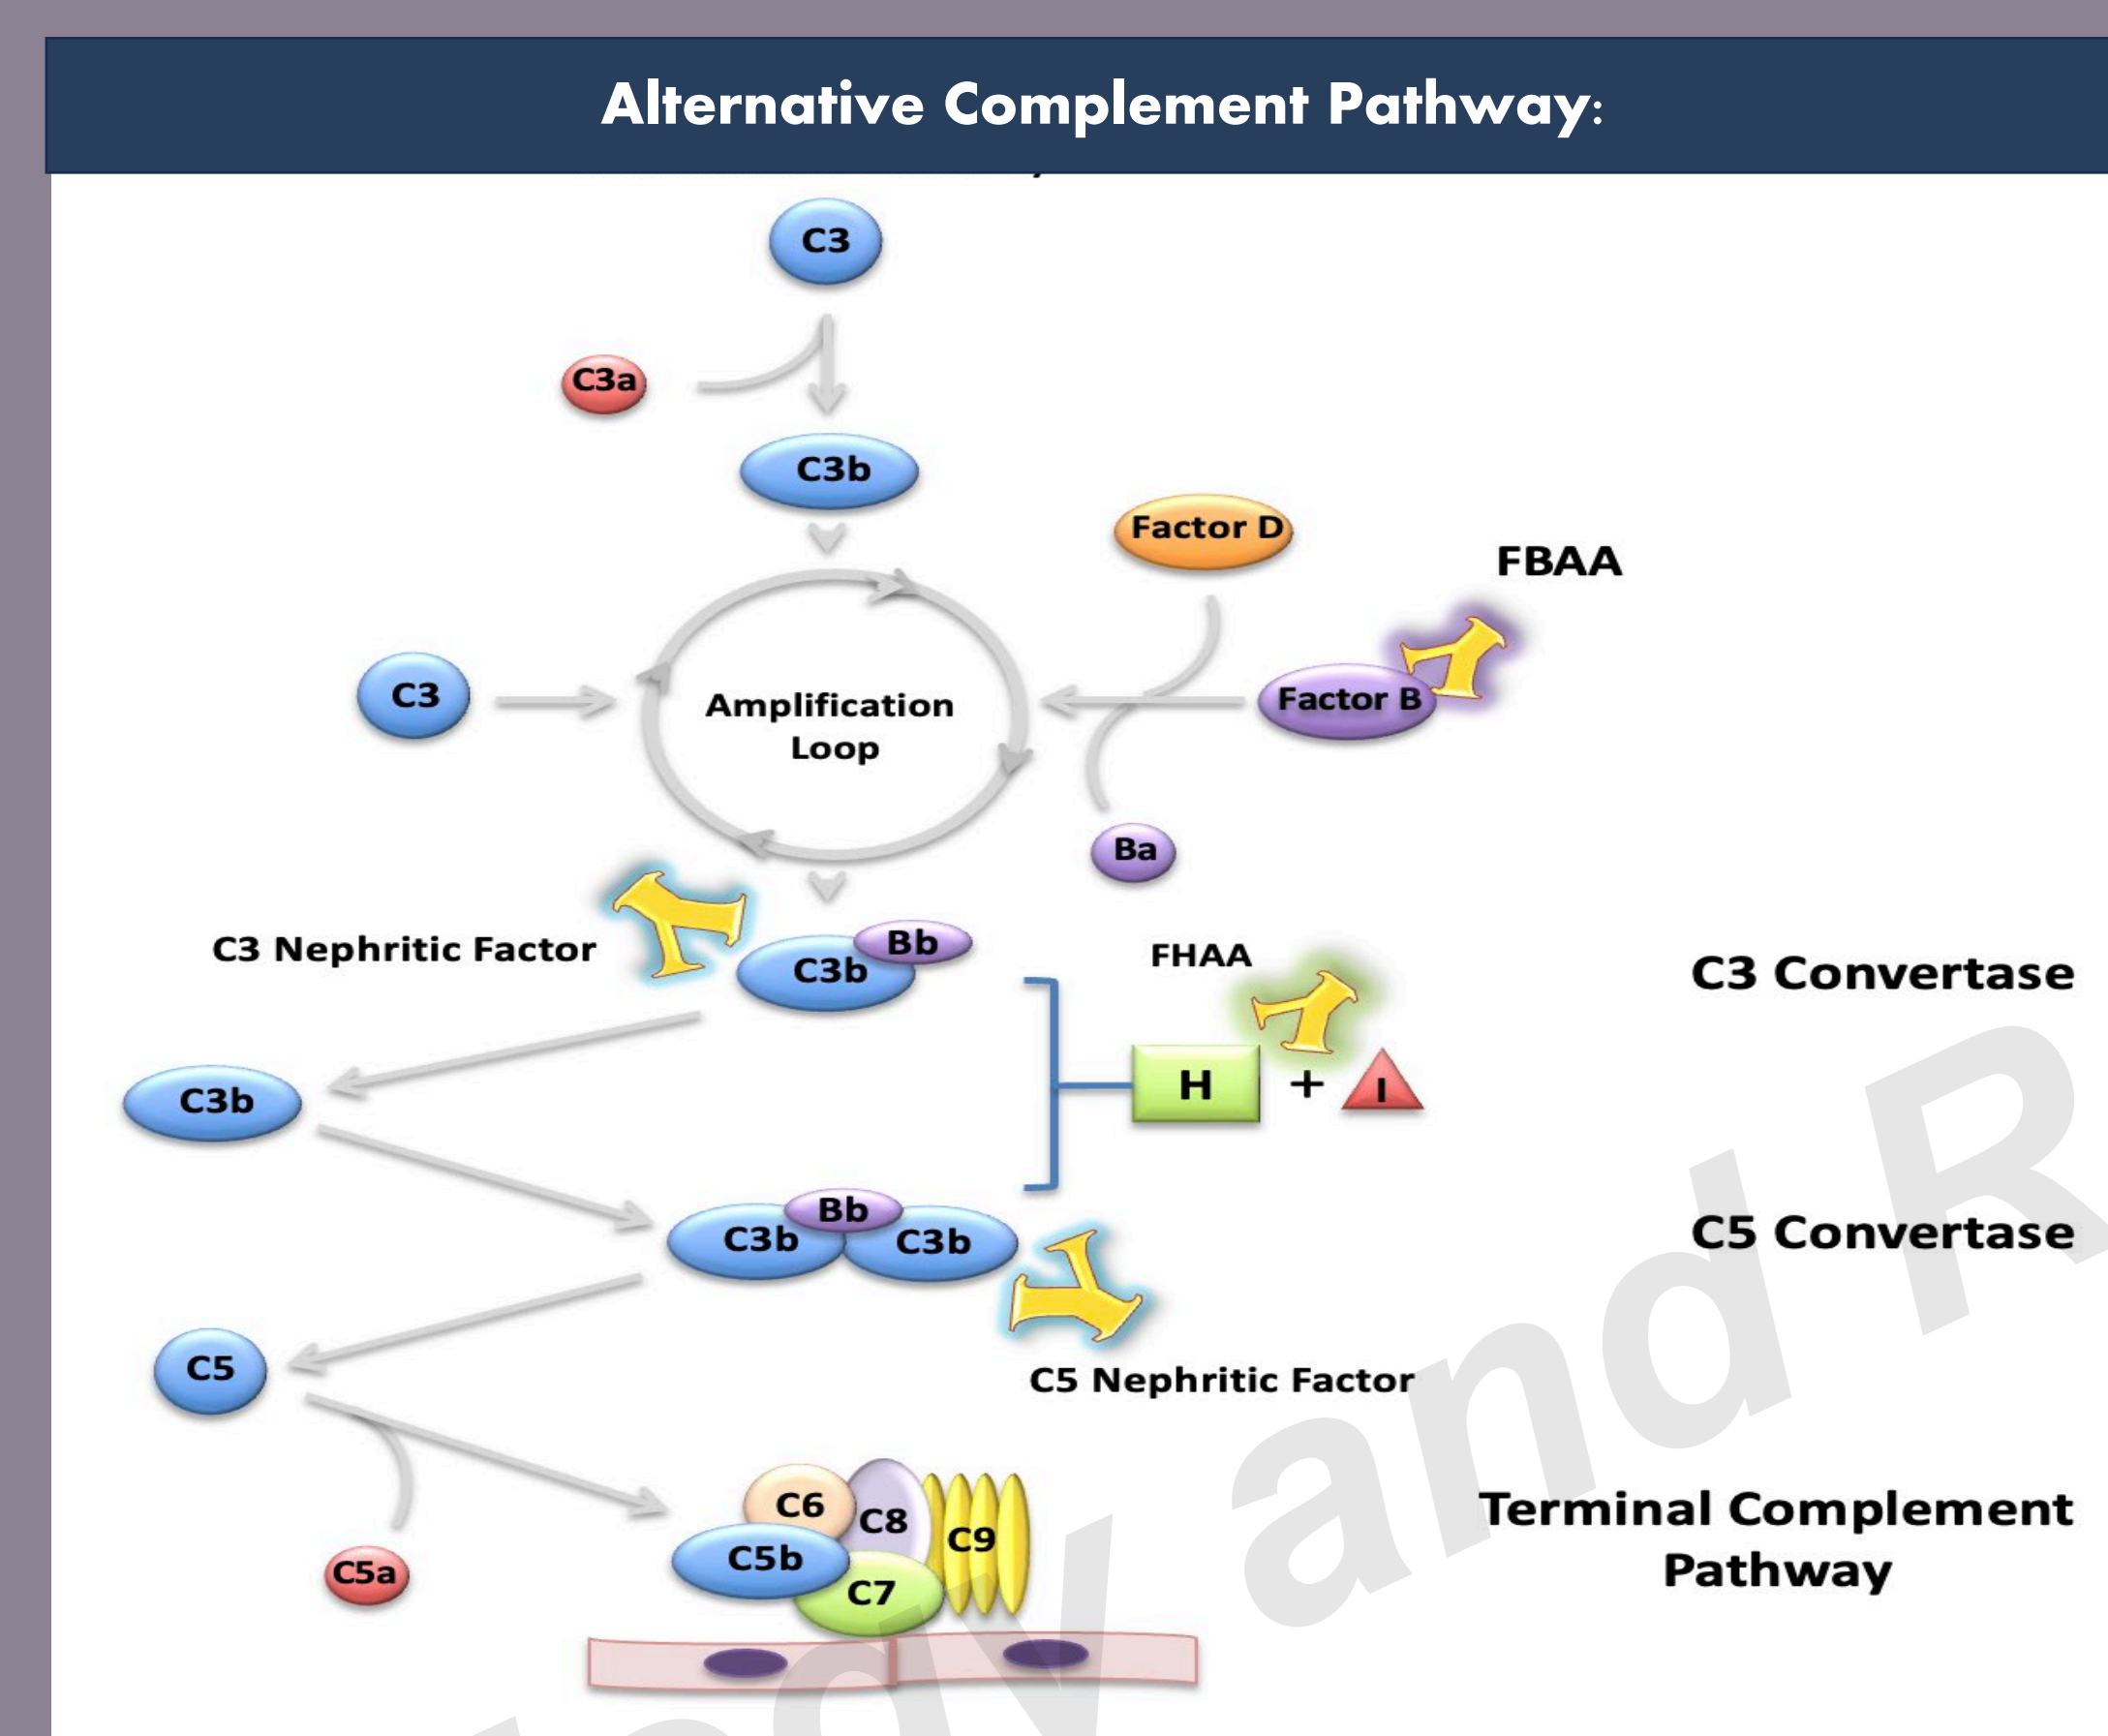 Alternative Complement Pathway:
C3
C3a
C3b
Factor D
FBAA
C3
Amplification
Loop
Factor B
Ba
C3 Nephritic Factor
Bb
C3b
FHAA
C3 Convertase
C3b
H
+
I
Bb
C3b
C3b
C5 Convertase
C5
C5 Nephritic Factor
C6
C8
C9
C5b
C7
C5a
Terminal Complement
Pathway
and R